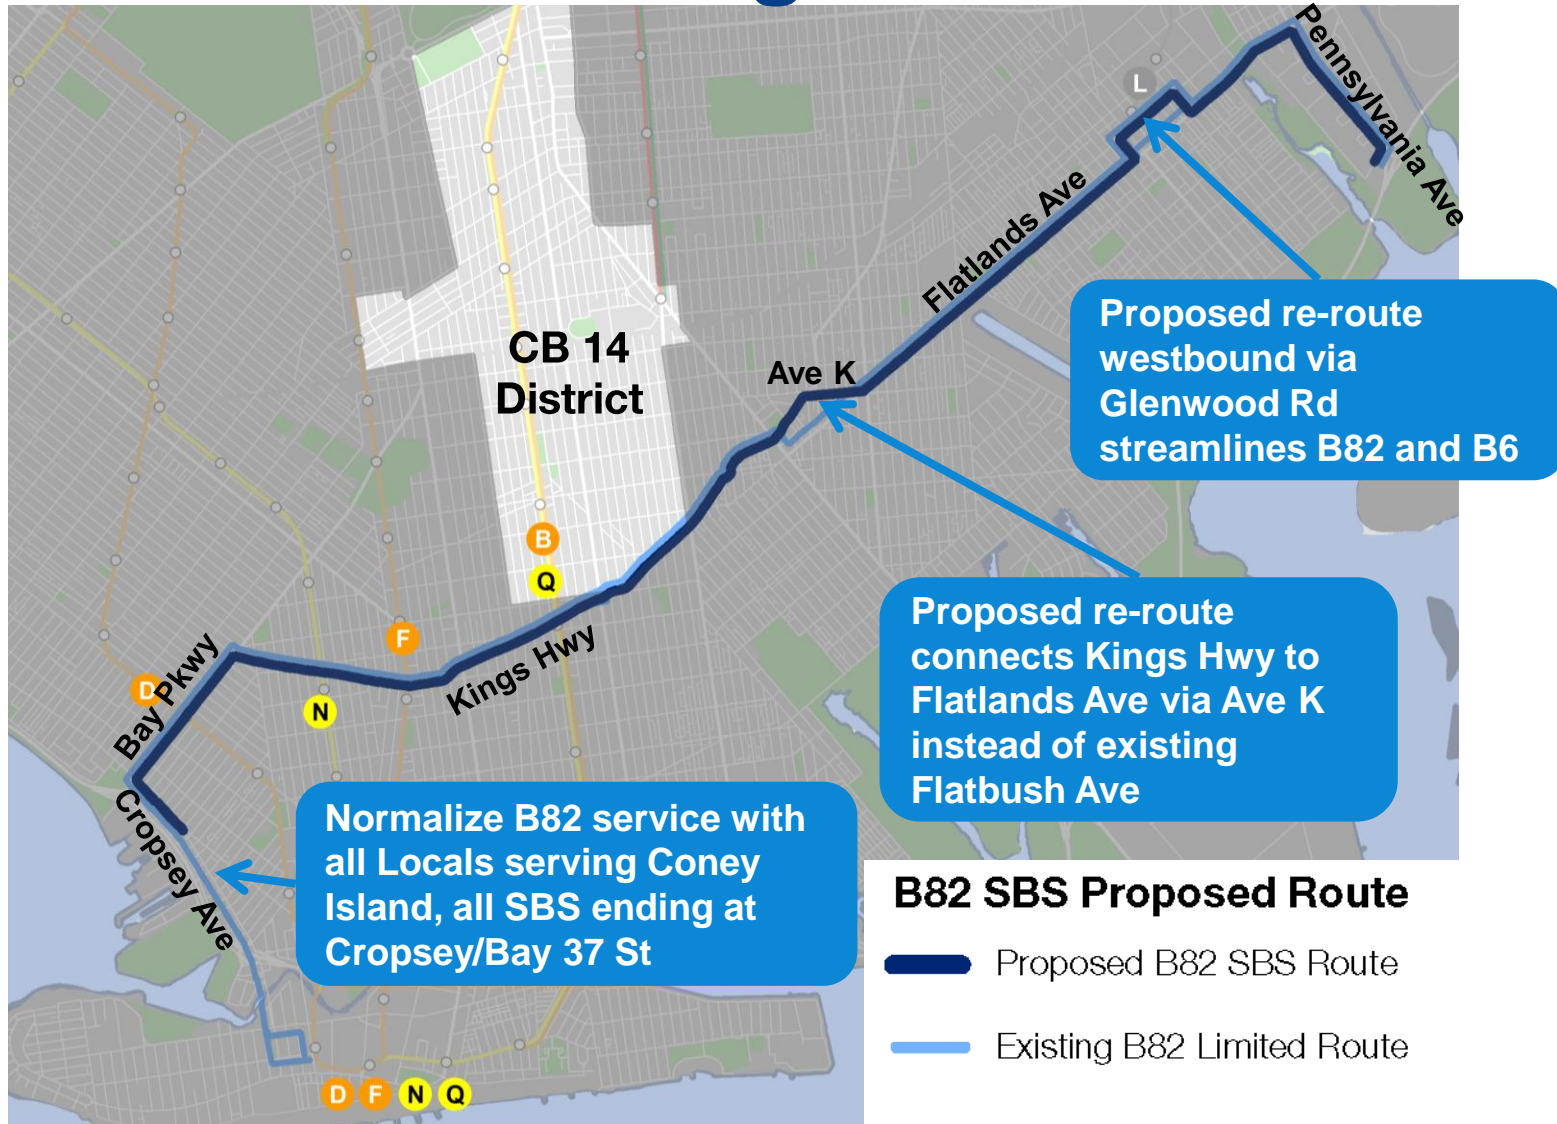 Pennsylvania Ave
L
Flatlands Ave
Proposed re-route
westbound via
Glenwood Rd
streamlines B82 and B6
CB 14
District
Ave K
B
Q
Proposed re-route
connects Kings Hwy to
Flatlands Ave via Ave K
instead of existing
Flatbush Ave
F
Kings Hwy
D
Bay Pkwy
N
Cropsey Ave
Normalize B82 service with
all Locals serving Coney
Island, all SBS ending at
Cropsey/Bay 37 St
B82 SBS Proposed Route
Proposed B82 SBS Route
Existing B82 Limited Route
D F N Q